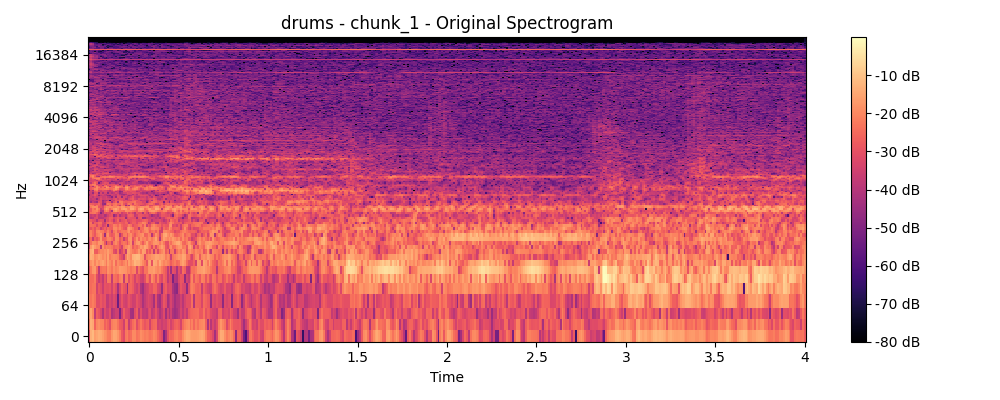 drums - chunk_1 - Original Spectrogram
16384
8192
4096
2048
1024
512
256
128
64
0
Hz
0
0.5
1
1.5
2
2.5
3
3.5
4
Time
-10 dB
-20 dB
-30 dB
-40 dB
-50 dB
-60 dB
-70 dB
-80 dB